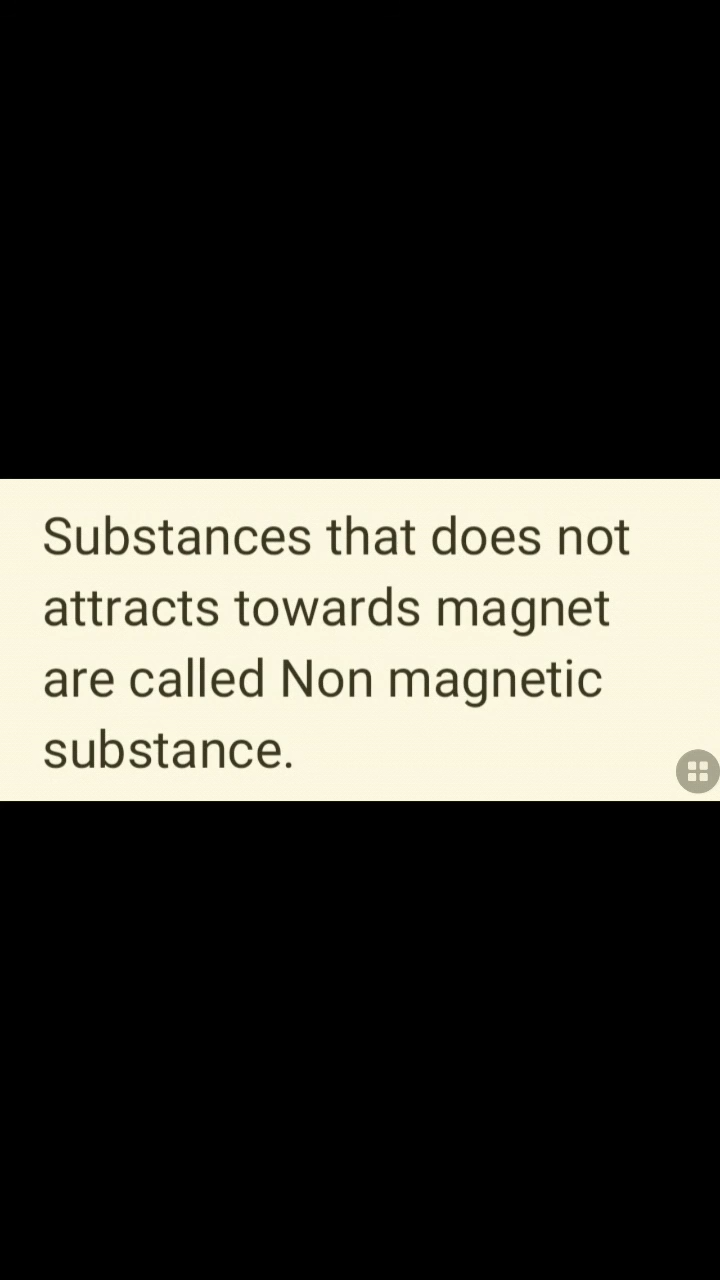 Substances that does not
attracts towards magnet
are called Non magnetic
substance.